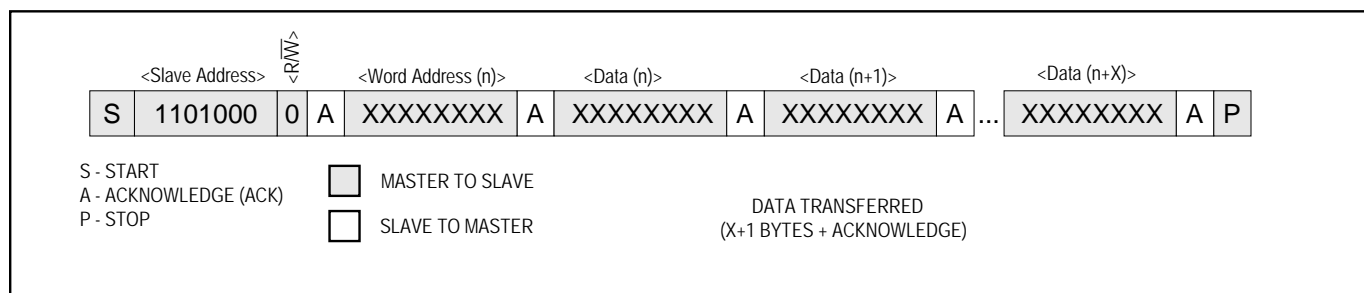 <Slave Address> <R/W̅> <Word Address (n)> <Data (n)> <Data (n+1)> <Data (n+X)>
S 1101000 0 A XXXXXXXX A XXXXXXXX A XXXXXXXX A ... XXXXXXXX A P
S - START
A - ACKNOWLEDGE (ACK)
P - STOP
MASTER TO SLAVE
SLAVE TO MASTER
DATA TRANSFERRED
(X+1 BYTES + ACKNOWLEDGE)